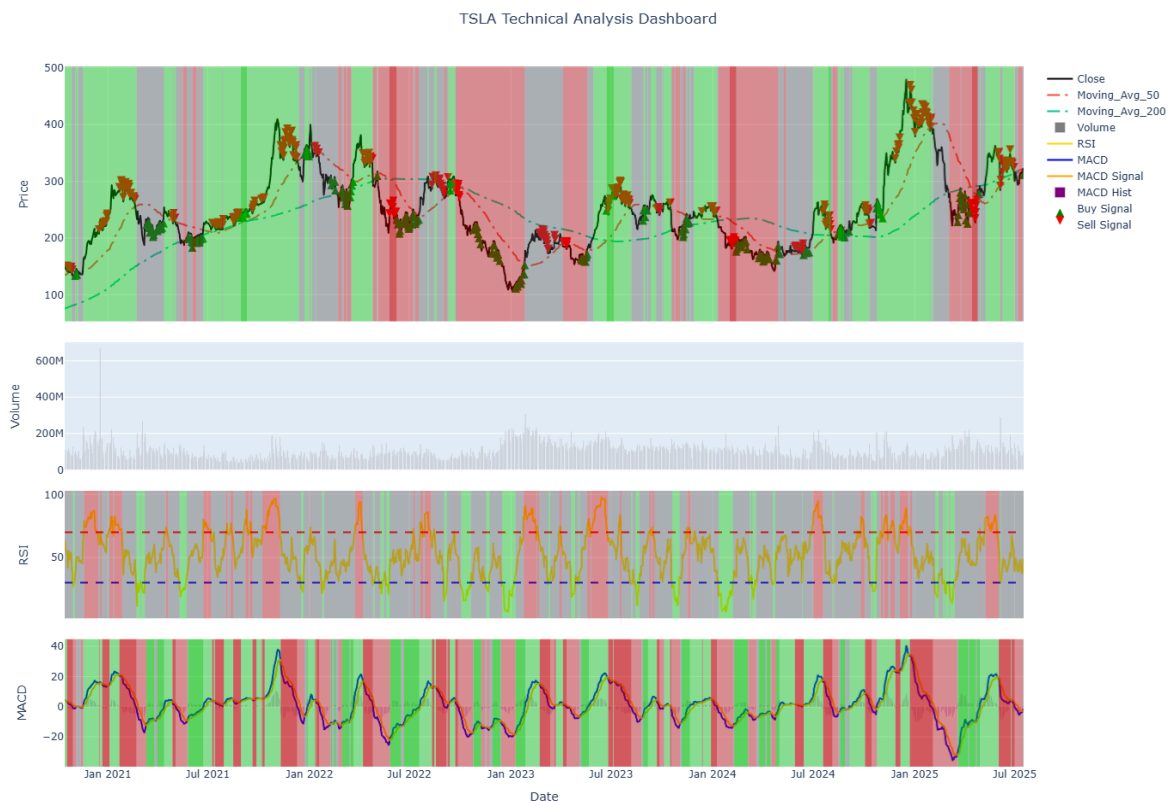 TSLA Technical Analysis Dashboard
500
400
300
200
100
Price
Close
Moving_Avg_50
Moving_Avg_200
Volume
RSI
MACD
MACD Signal
MACD Hist
Buy Signal
Sell Signal
600M
400M
200M
0
Volume
100
50
RSI
40
20
0
−20
MACD
Jan 2021
Jul 2021
Jan 2022
Jul 2022
Jan 2023
Jul 2023
Jan 2024
Jul 2024
Jan 2025
Jul 2025
Date